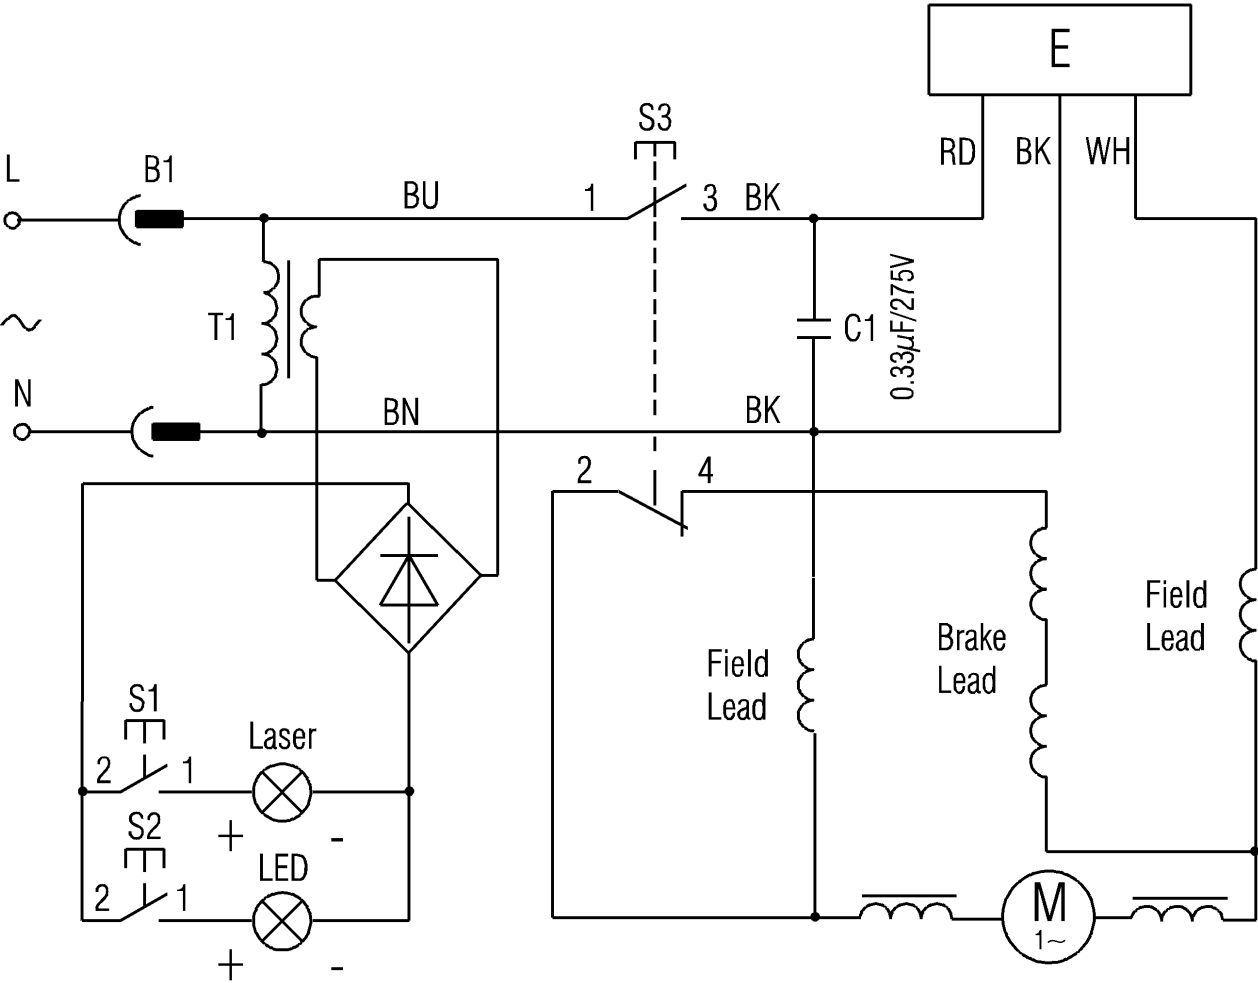 E
S3
RD BK WH
L
B1
BU
1
3
BK
T1
C1
0.33µF/275V
N
BN
BK
2
4
Field
Lead
Brake
Lead
Field
Lead
S1
Laser
2
1
+
-
S2
LED
2
1
+
-
M
1~